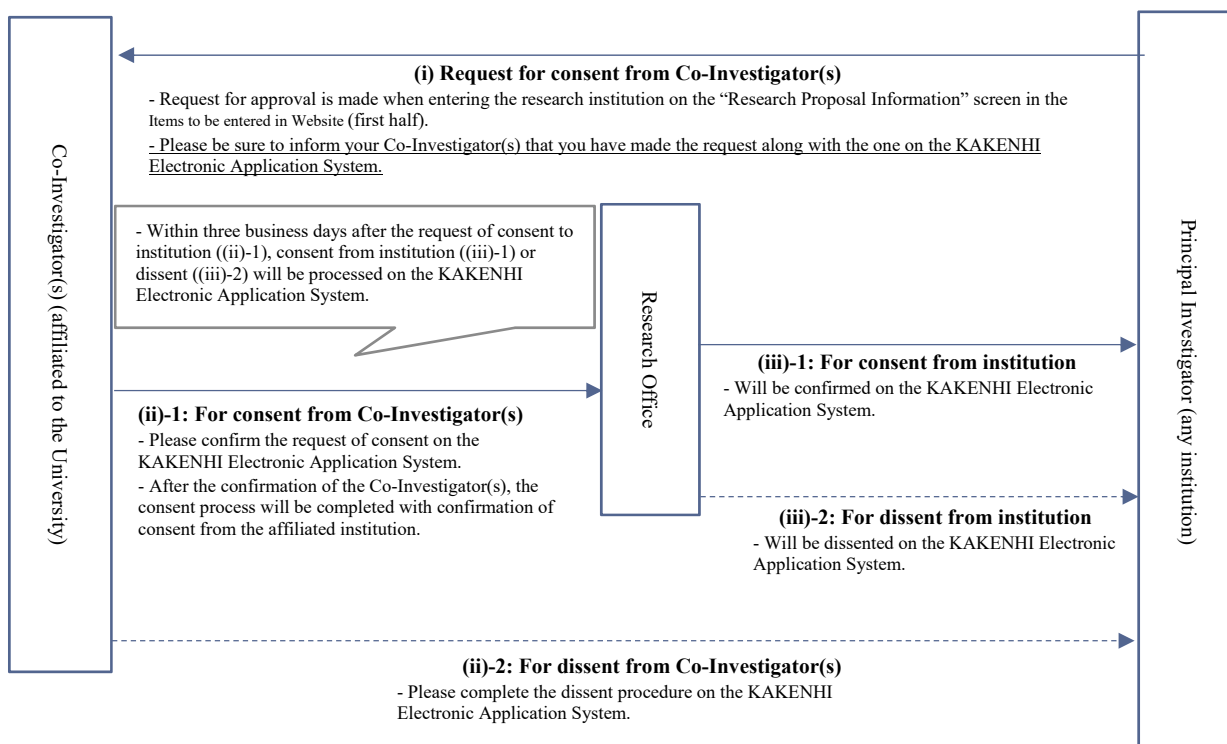 (i) Request for consent from Co-Investigator(s)
- Request for approval is made when entering the research institution on the “Research Proposal Information” screen in the
Items to be entered in Website (first half).
- Please be sure to inform your Co-Investigator(s) that you have made the request along with the one on the KAKENHI
Electronic Application System.
Co-Investigator(s) (affiliated to the University)
- Within three business days after the request of consent to
institution ((ii)-1), consent from institution ((iii)-1) or
dissent ((iii)-2) will be processed on the KAKENHI
Electronic Application System.
Research Office
Principal Investigator (any institution)
(ii)-1: For consent from Co-Investigator(s)
- Please confirm the request of consent on the
KAKENHI Electronic Application System.
- After the confirmation of the Co-Investigator(s), the
consent process will be completed with confirmation of
consent from the affiliated institution.
(iii)-1: For consent from institution
- Will be confirmed on the KAKENHI Electronic
Application System.
(iii)-2: For dissent from institution
- Will be dissented on the KAKENHI Electronic
Application System.
(ii)-2: For dissent from Co-Investigator(s)
- Please complete the dissent procedure on the KAKENHI
Electronic Application System.